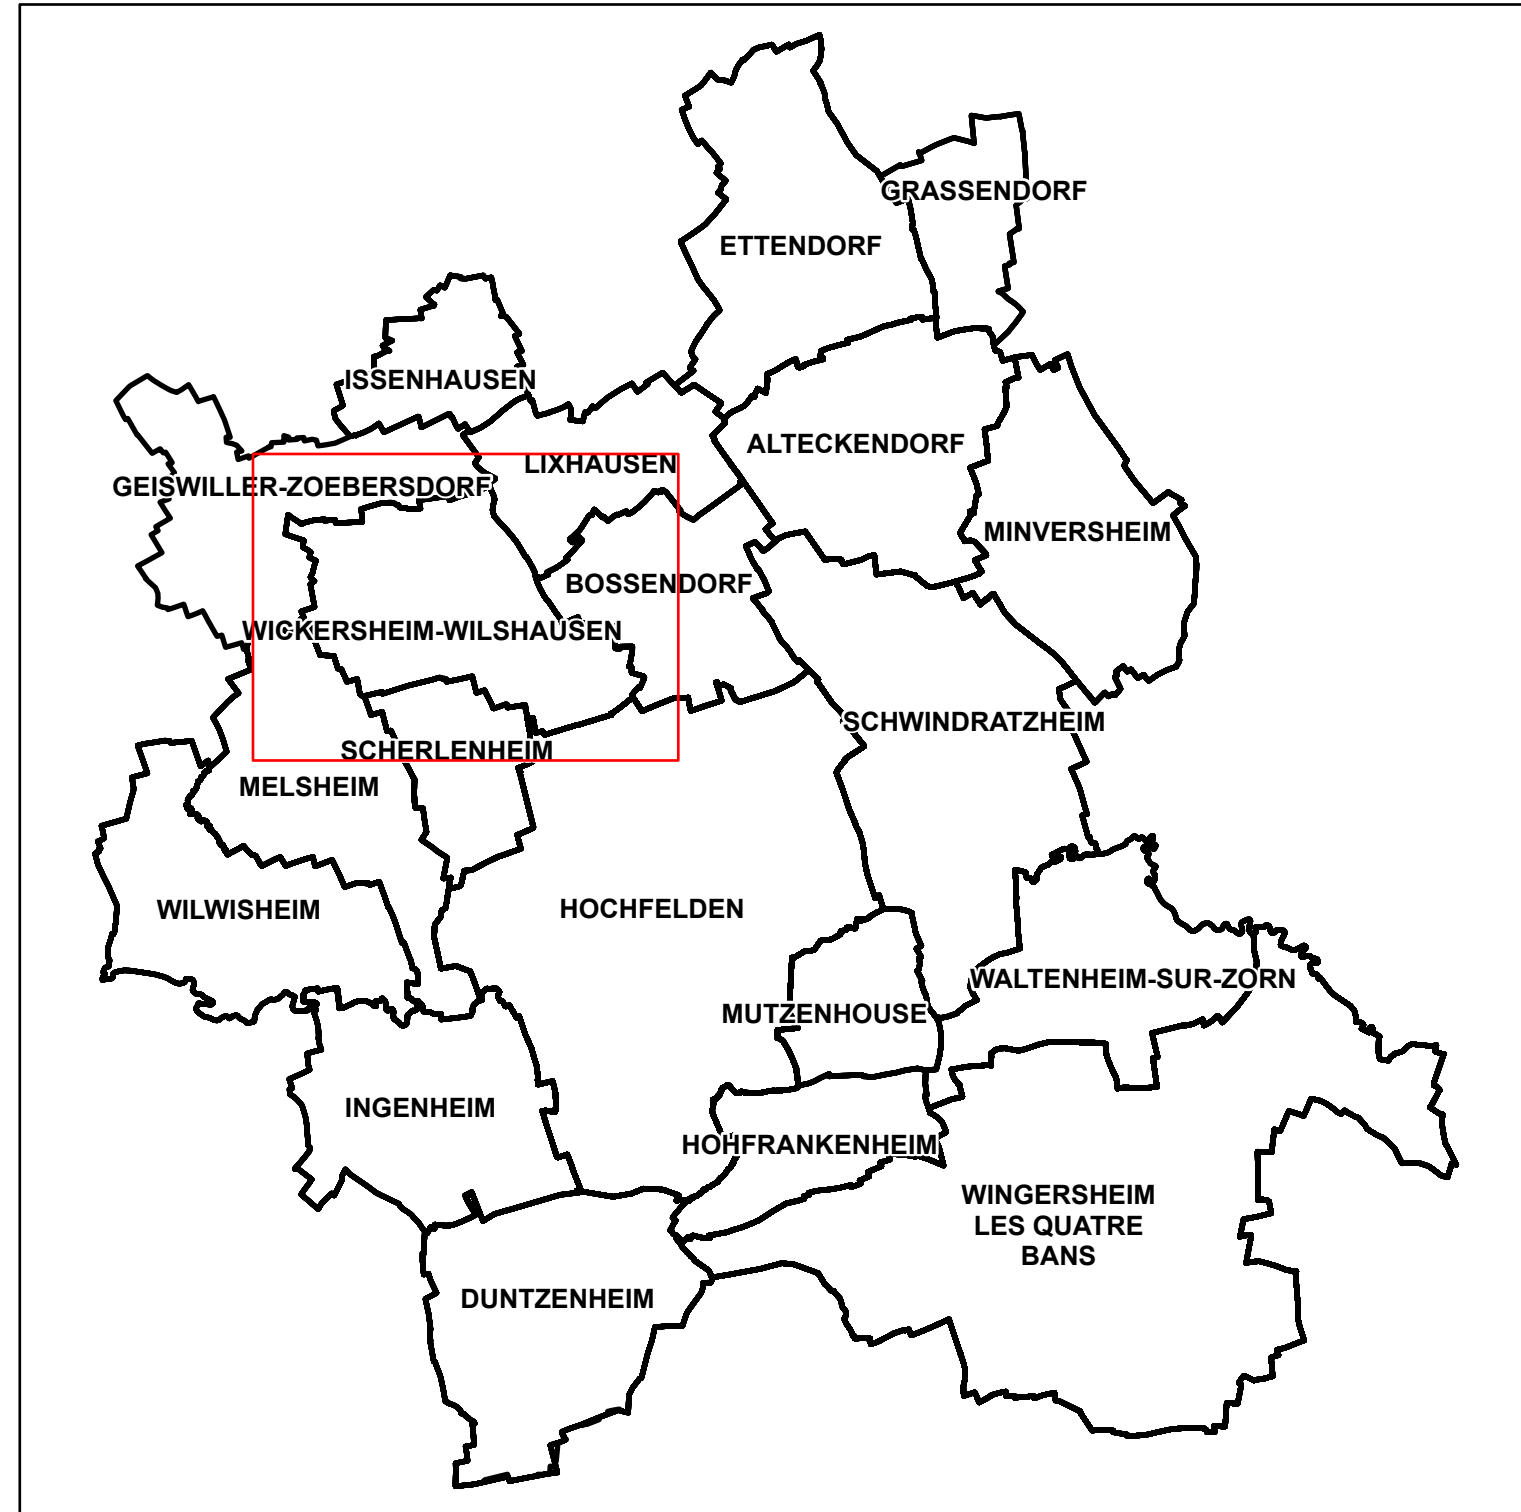 GRASSENDORF
ETTENDORF
ISSENHAUSEN
ALTECKENDORF
LIXHAUSEN
GEISWILLER-ZOEBERSDORF
MINVERSHEIM
BOSSENDORF
WICKERSHEIM-WILSHAUSEN
SCHWINDRATZHEIM
SCHERLENHEIM
MELSHEIM
WILWISHEIM
HOCHFELDEN
WALTENHEIM-SUR-ZORN
MUTZENHOUSE
INGENHEIM
HOHFRANKENHEIM
WINGERSHEIM
LES QUATRE
BANS
DUNTZENHEIM